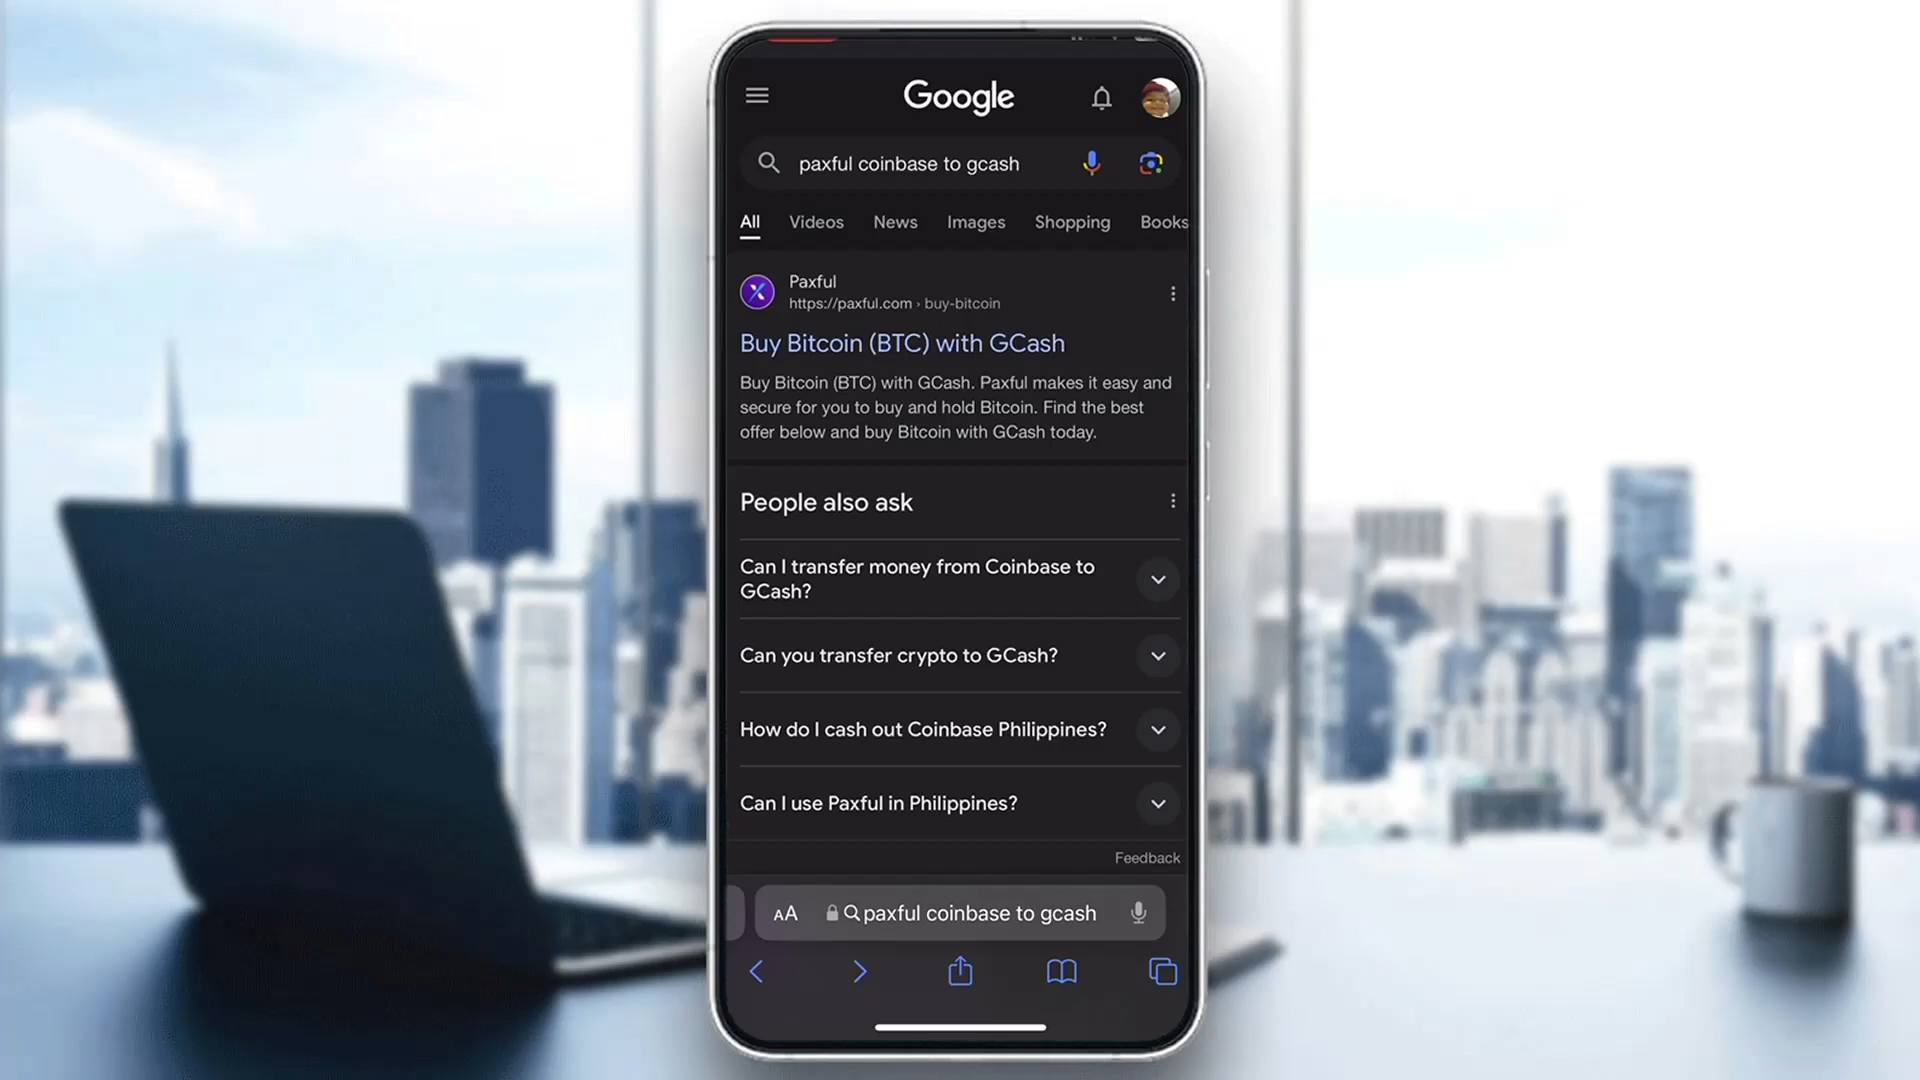 Google
paxful coinbase to gcash
All Videos News Images Shopping Books
Paxful
https://paxful.com › buy-bitcoin
Buy Bitcoin (BTC) with GCash
Buy Bitcoin (BTC) with GCash. Paxful makes it easy and
secure for you to buy and hold Bitcoin. Find the best
offer below and buy Bitcoin with GCash today.
People also ask
Can I transfer money from Coinbase to
GCash?
Can you transfer crypto to GCash?
How do I cash out Coinbase Philippines?
Can I use Paxful in Philippines?
Feedback
AA paxful coinbase to gcash